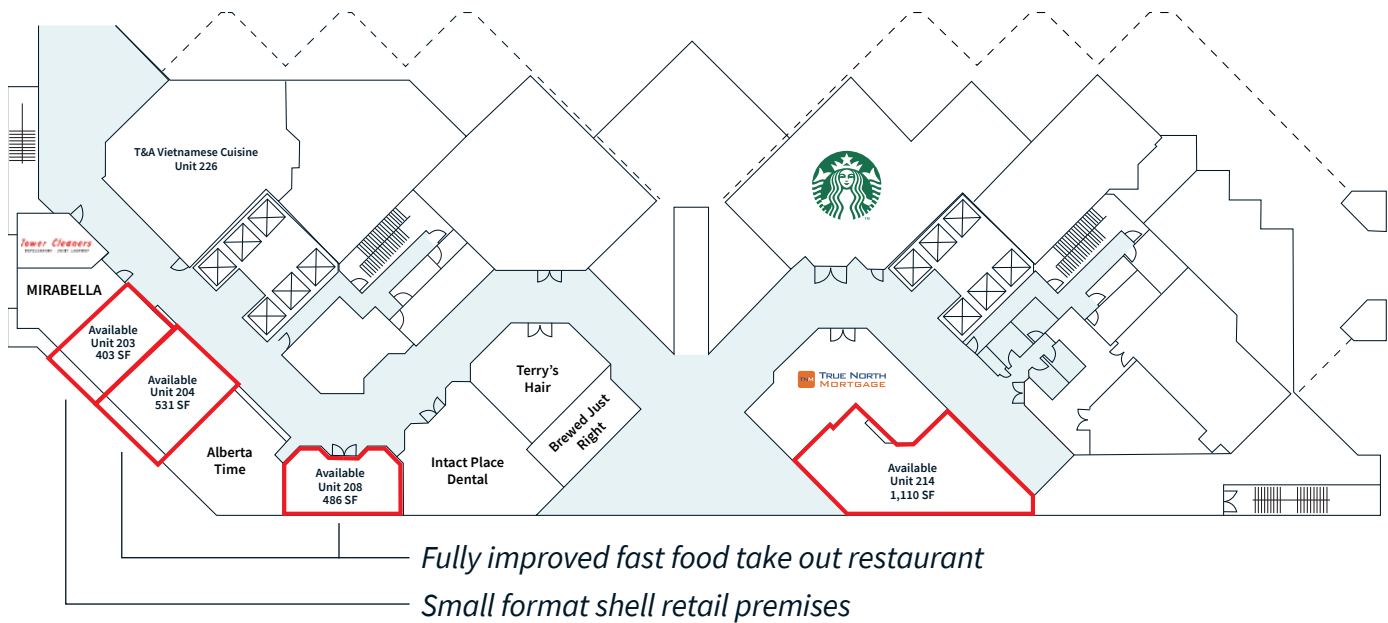 T&A Vietnamese Cuisine
Unit 226
Tower Cleaners
MIRABELLA
Available
Unit 203
403 SF
Available
Unit 204
531 SF
Alberta
Time
Available
Unit 208
486 SF
Intact Place
Dental
Terry’s
Hair
Brewed Just
Right
TRUE NORTH
MORTGAGE
Available
Unit 214
1,110 SF
Fully improved fast food take out restaurant
Small format shell retail premises